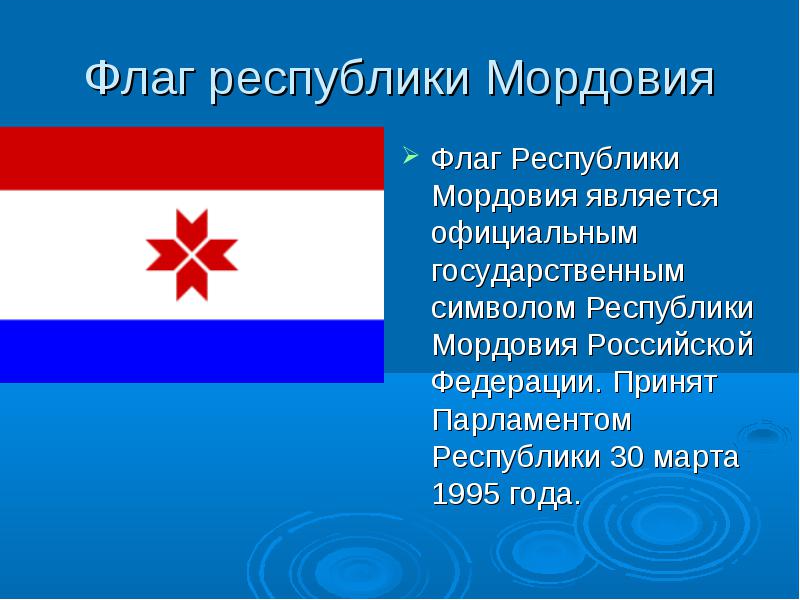 Флаг республики Мордовия
Флаг Республики
Мордовия является
официальным
государственным
символом Республики
Мордовия Российской
Федерации. Принят
Парламентом
Республики 30 марта
1995 года.